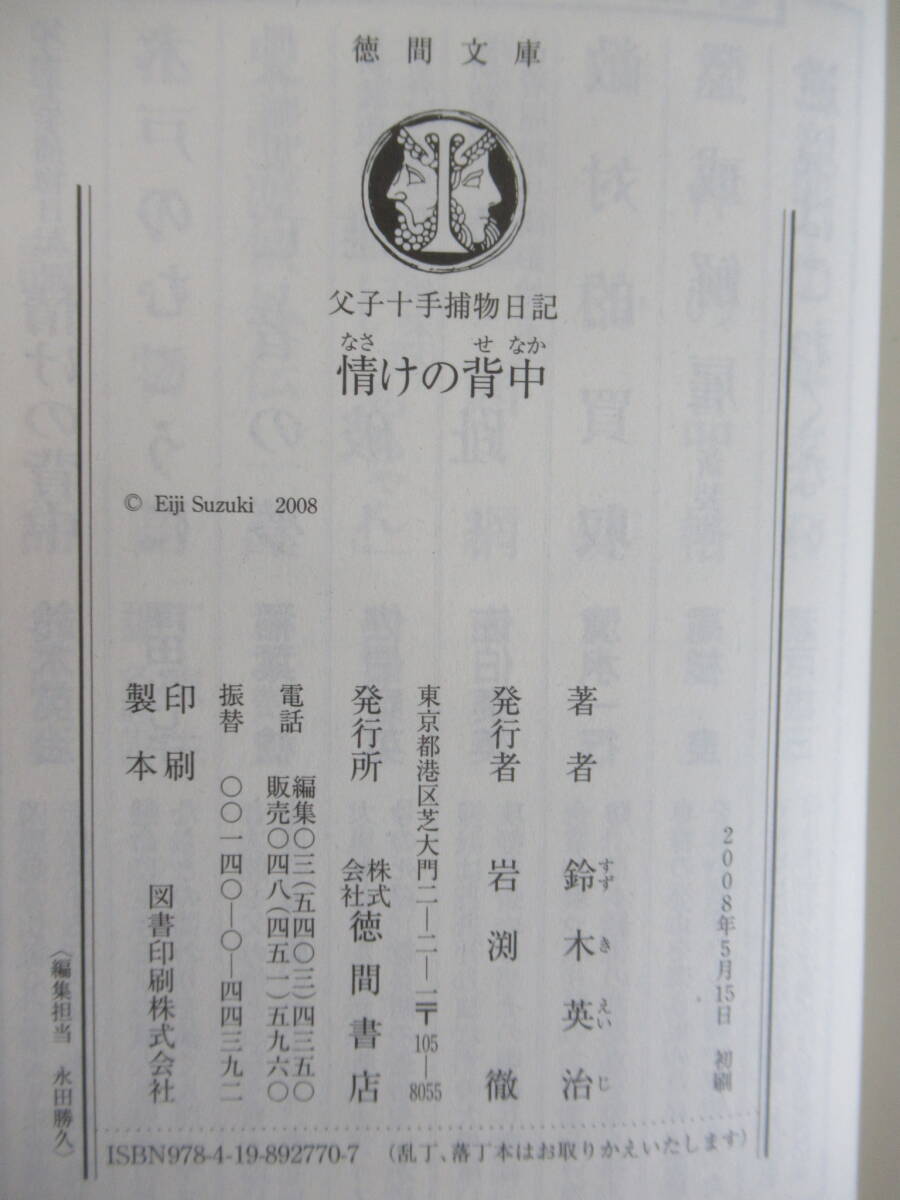 徳間文庫
父子十手捕物日記
情けの背中
なさ せ なか
© Eiji Suzuki 2008
2008年5月15日 初刷
著者 鈴木英治
すず き えい じ
発行者 岩渕徹
東京都港区芝大門二—二—一〒105—8055
発行所 株式会社徳間書店
電話 編集〇三(五四〇三)四三五〇
販売〇四八(四五一)五九六〇
振替 〇〇一四〇—〇—四四三九二
印刷
製本 図書印刷株式会社
〈編集担当 永田勝久〉
ISBN978-4-19-892770-7 (乱丁、落丁本はお取りかえいたします)